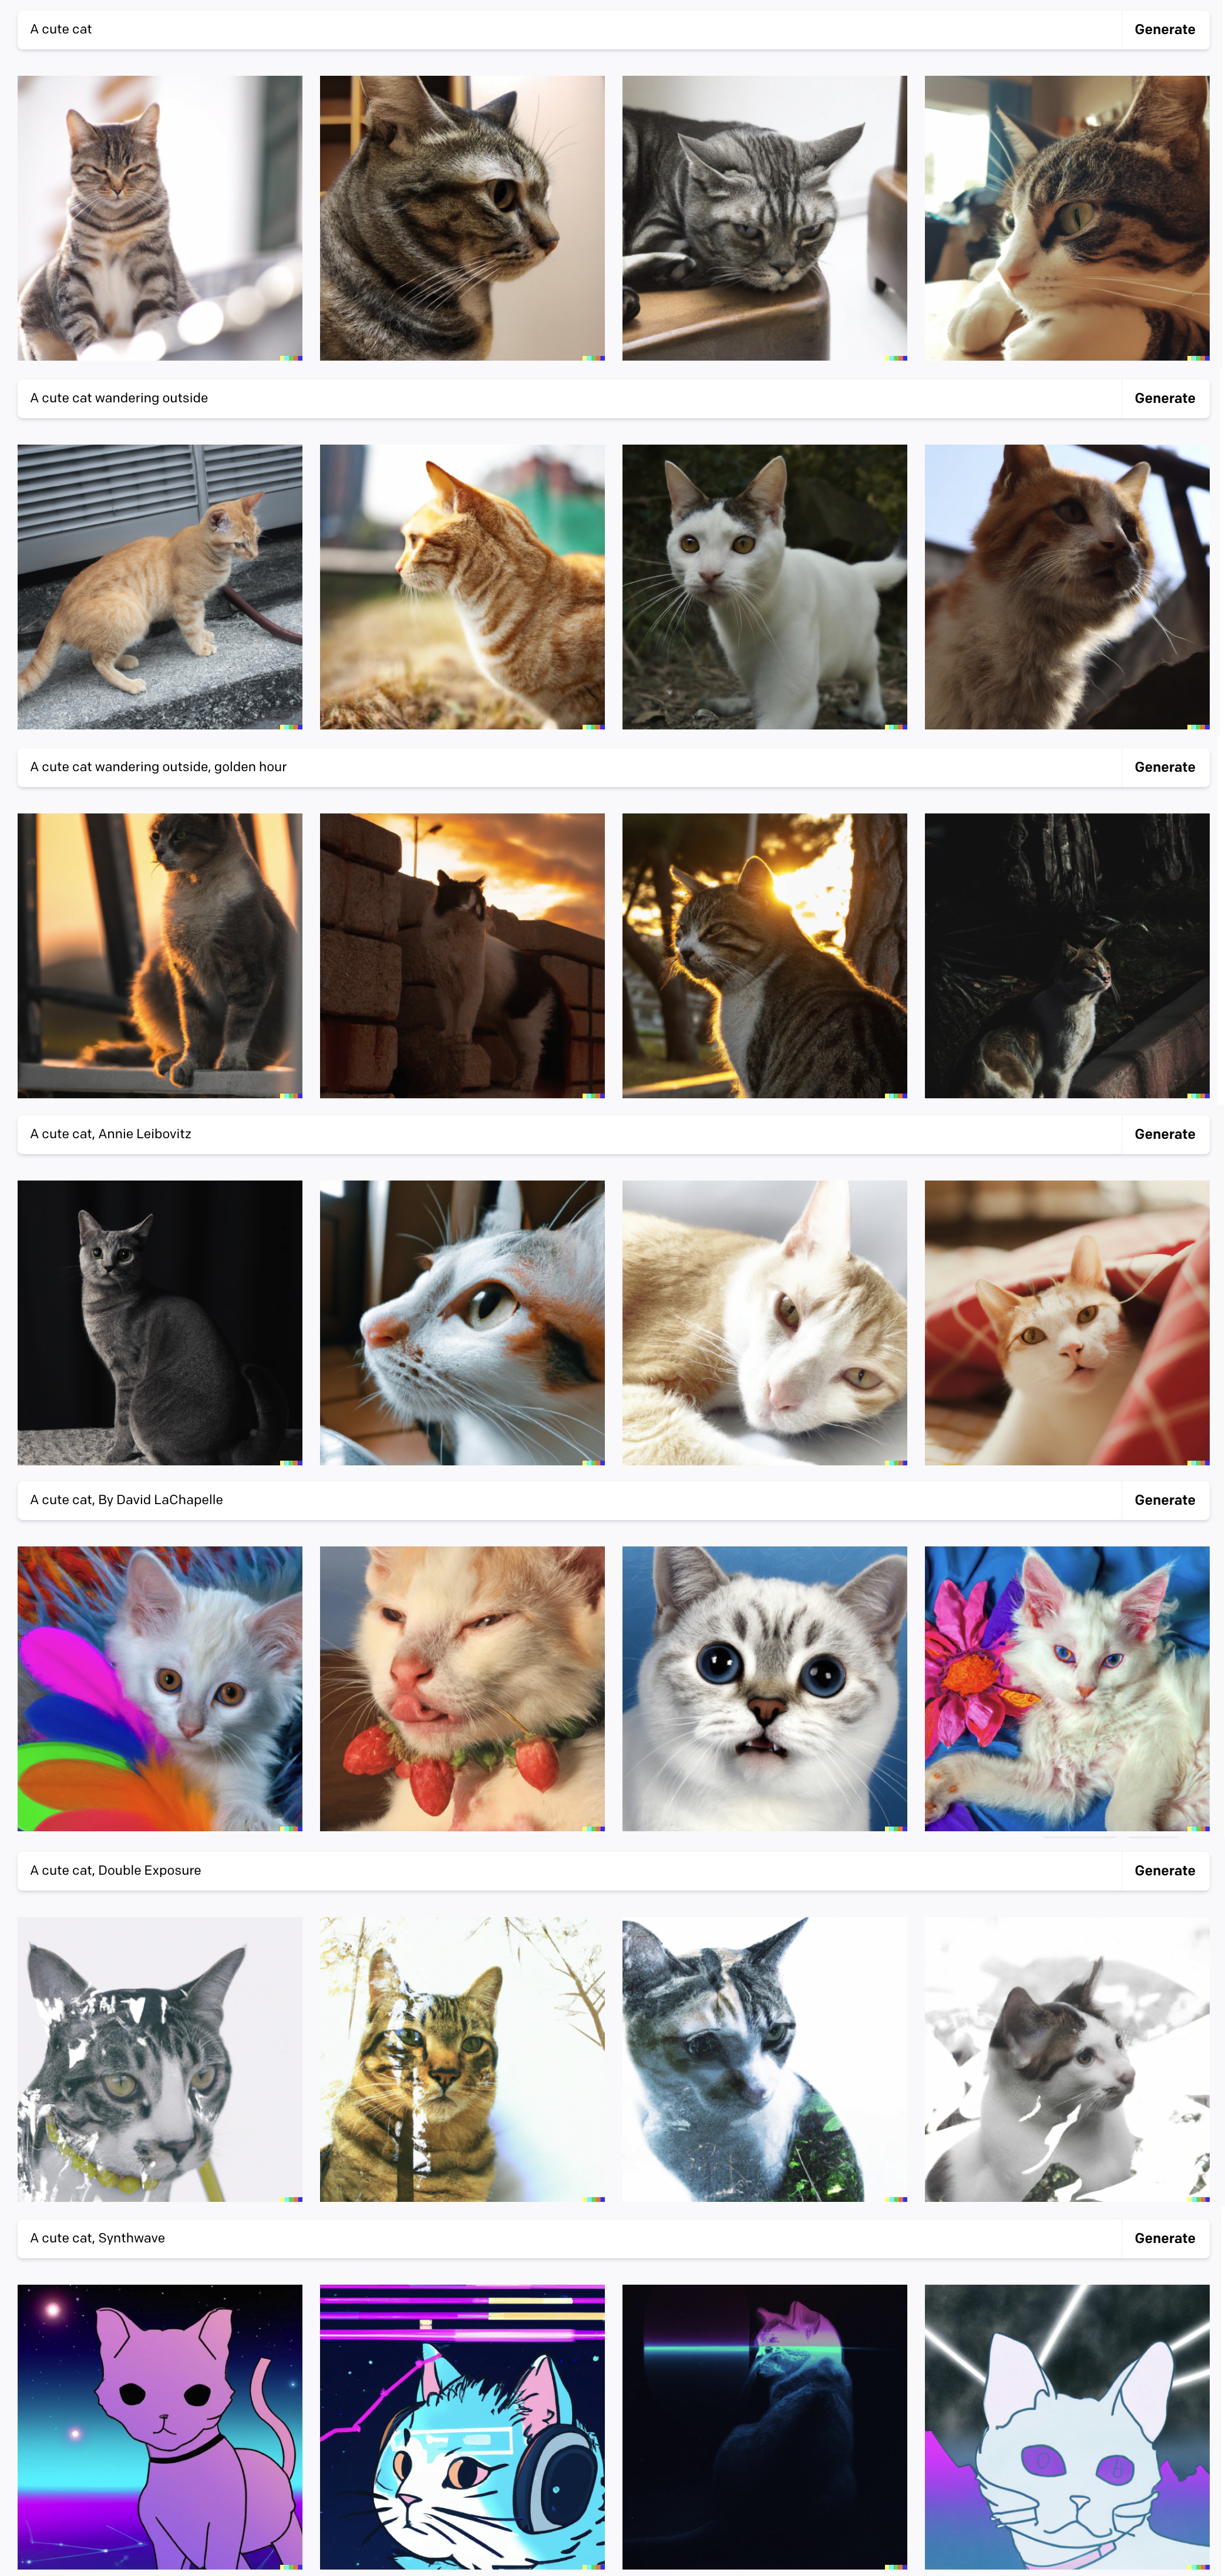 A cute cat
Generate
A cute cat wandering outside
Generate
A cute cat wandering outside, golden hour
Generate
A cute cat, Annie Leibovitz
Generate
A cute cat, By David LaChapelle
Generate
A cute cat, Double Exposure
Generate
A cute cat, Synthwave
Generate